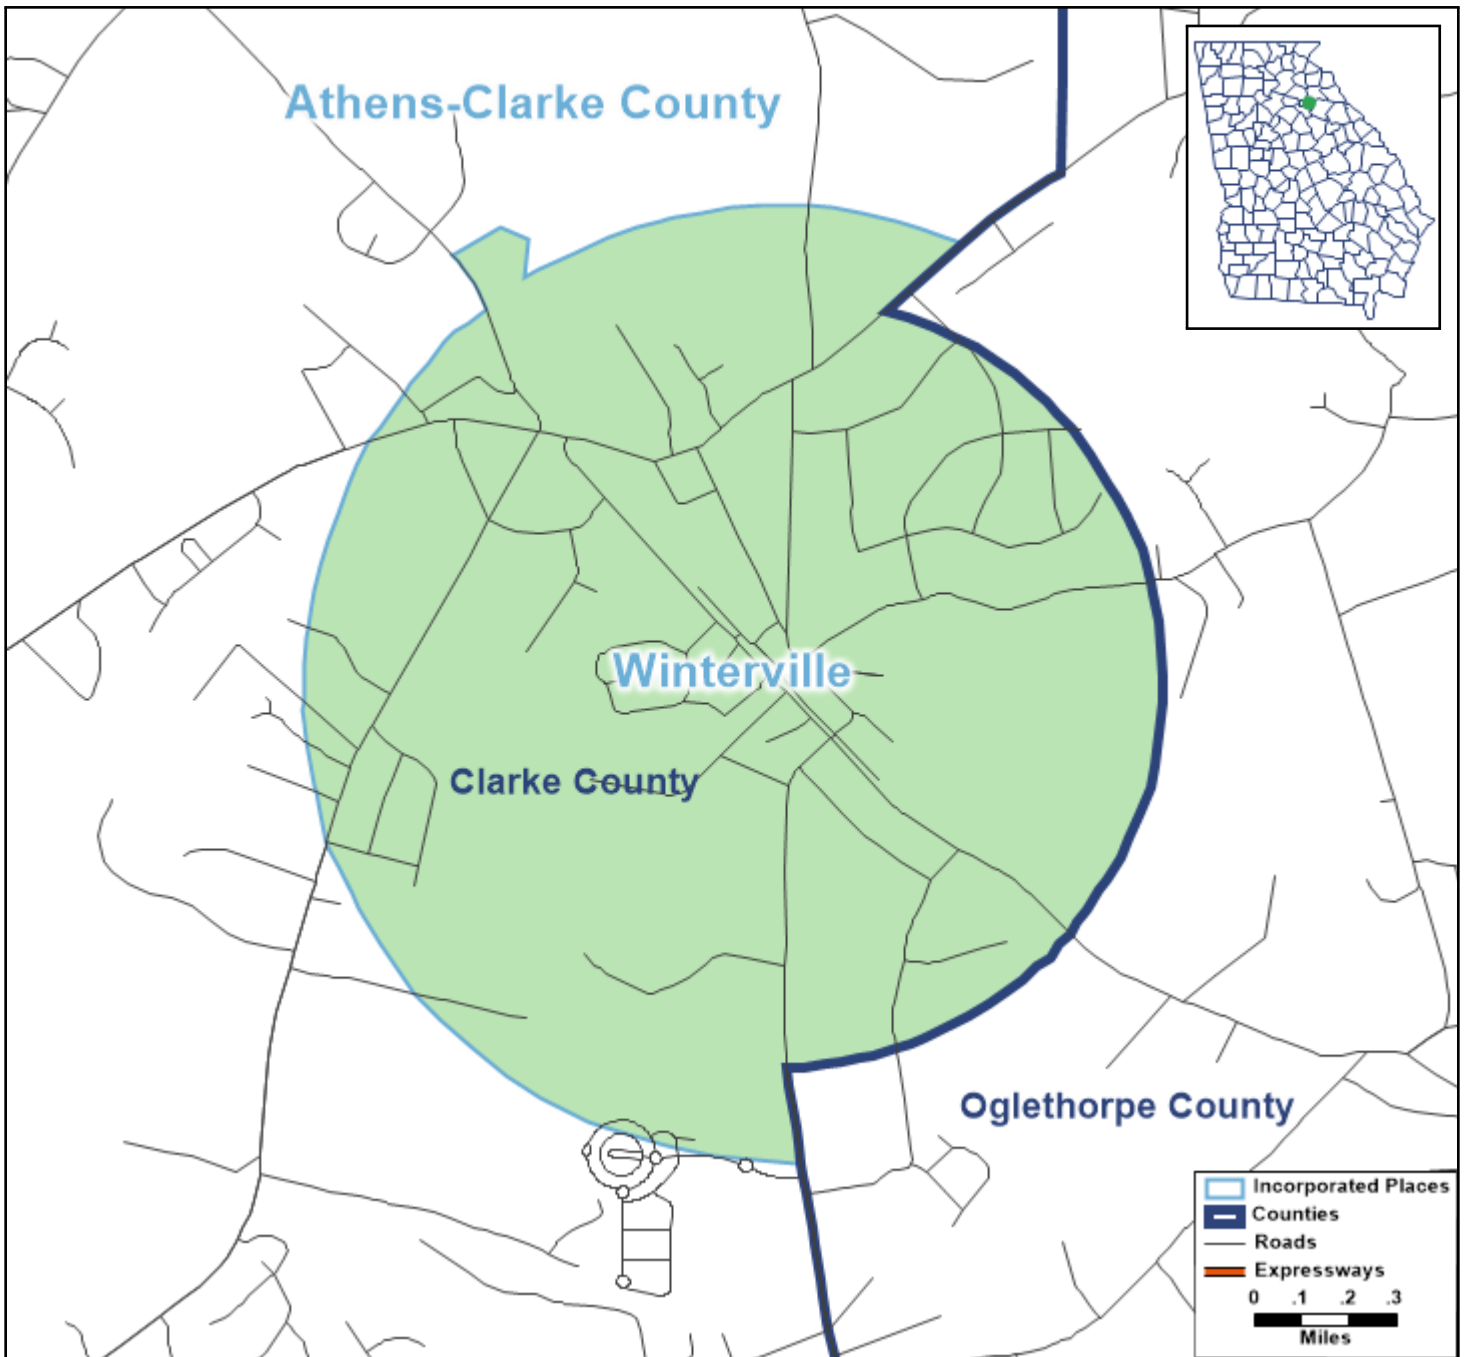 Athens-Clarke County
Winterville
Clarke County
Oglethorpe County
Incorporated Places
Counties
Roads
Expressways
0 .1 .2 .3
Miles